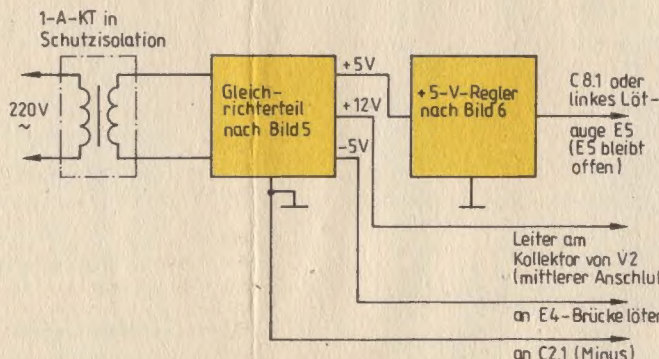 1-A-KT in
Schutzisolation
220V
~
Gleich-
richterteil
nach Bild 5
+5V
+12V
-5V
+5-V-Regler
nach Bild 6
C 8.1 oder
linkes Löt-
auge E5
(E5 bleibt
offen)
Leiter am
Kollektor von V2
(mittlerer Anschluß
an E4-Brücke löten
an C2.1 (Minus)